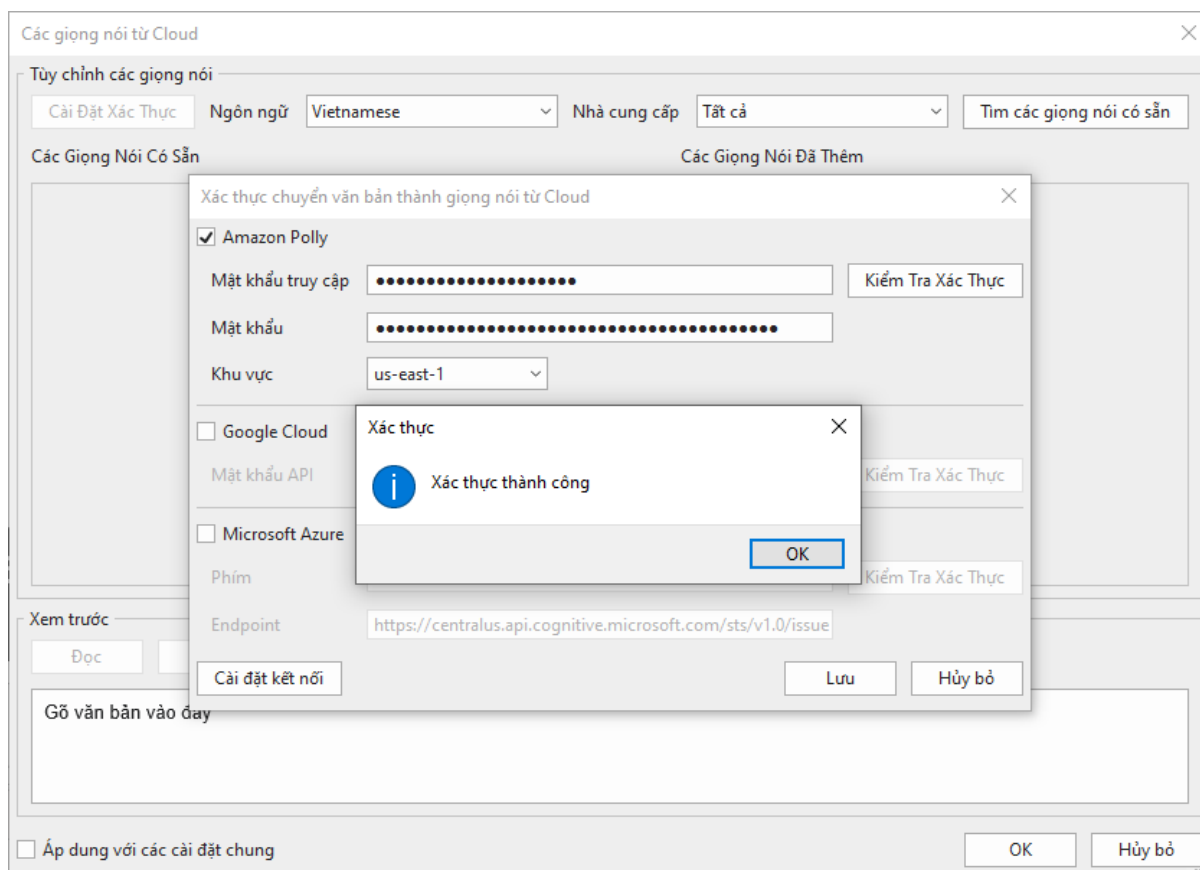 Các giọng nói từ Cloud
Tùy chỉnh các giọng nói
Cài Đặt Xác Thực Ngôn ngữ Vietnamese Nhà cung cấp Tất cả Tìm các giọng nói có sẵn
Các Giọng Nói Có Sẵn Các Giọng Nói Đã Thêm
Xác thực chuyển văn bản thành giọng nói từ Cloud
Amazon Polly
Mật khẩu truy cập Kiểm Tra Xác Thực
Mật khẩu
Khu vực us-east-1
Google Cloud
Xác thực
Mật khẩu API Kiểm Tra Xác Thực
Xác thực thành công
Microsoft Azure
OK
Phím Kiểm Tra Xác Thực
Xem trước
Endpoint https://centralus.api.cognitive.microsoft.com/sts/v1.0/issue
Đọc
Cài đặt kết nối Lưu Hủy bỏ
Gõ văn bản vào đây
Áp dụng với các cài đặt chung OK Hủy bỏ